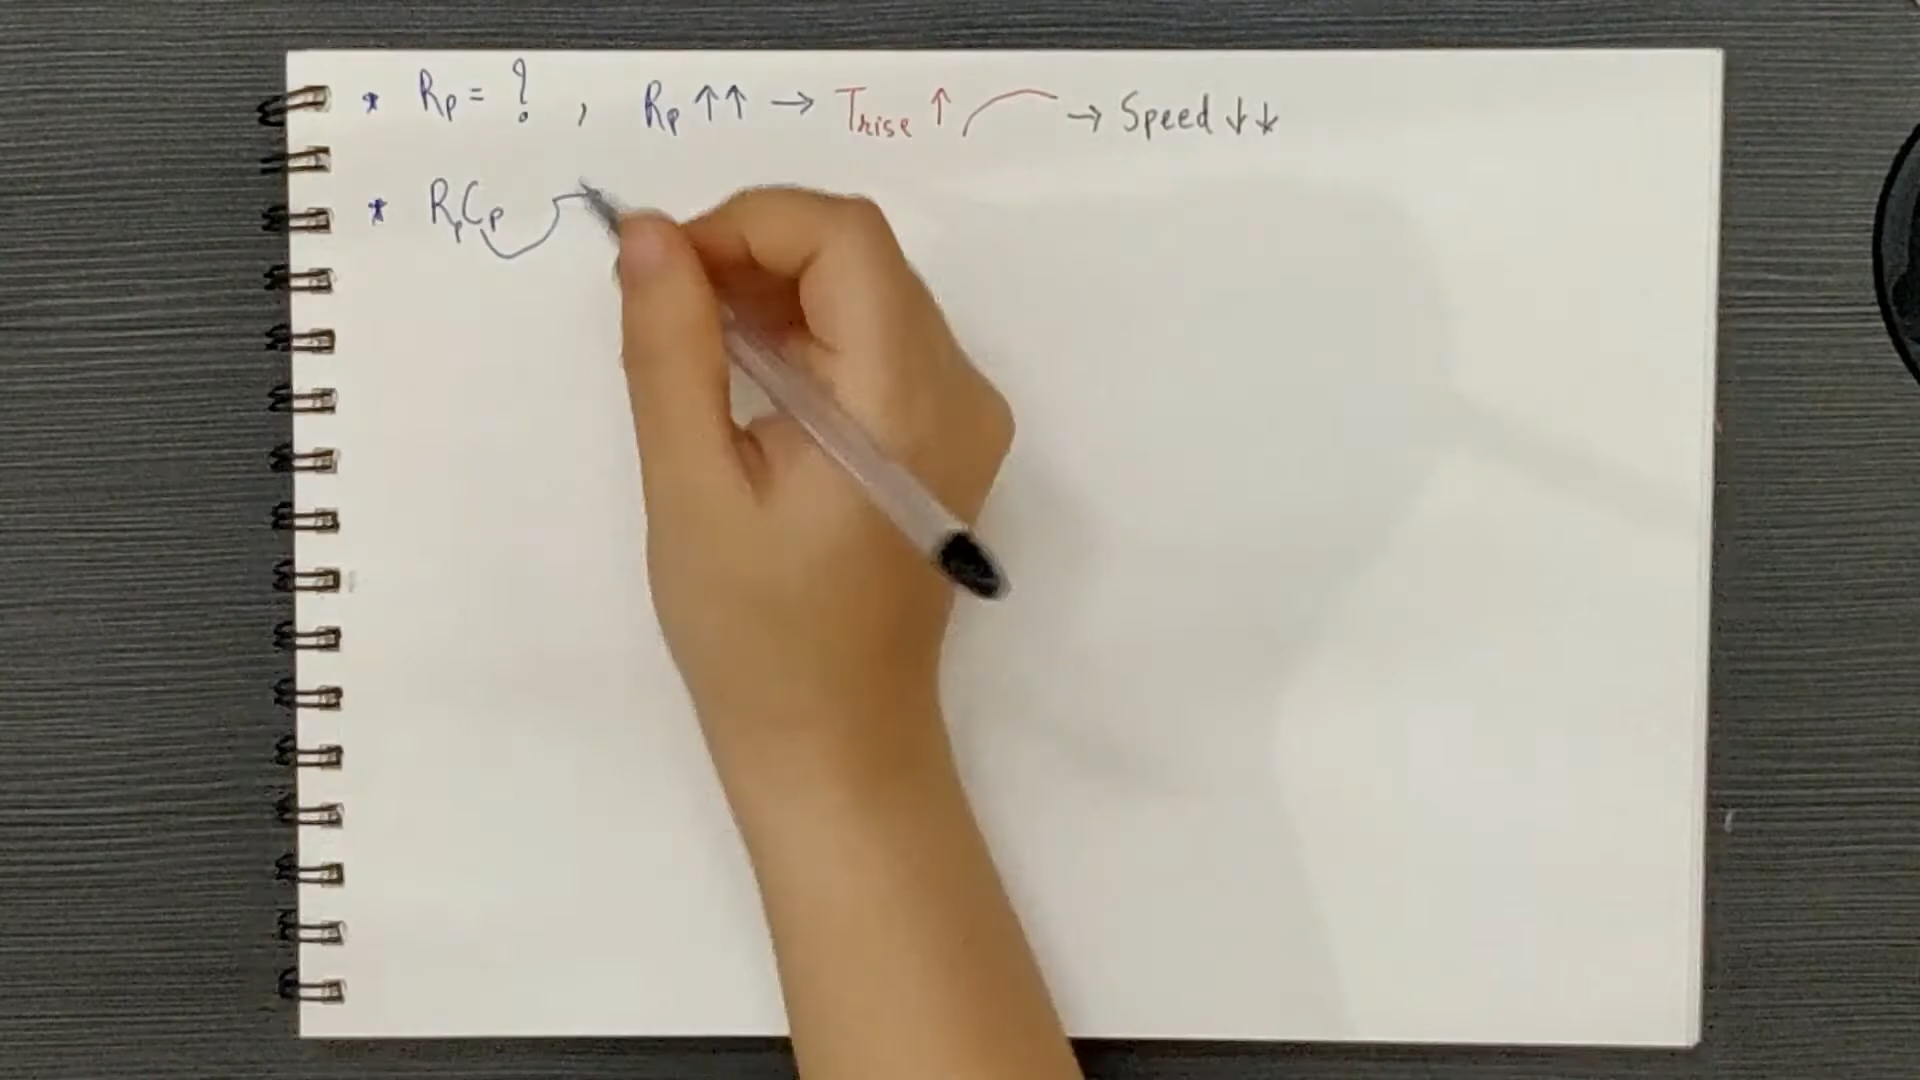 * Rp = ? , Rp ↑↑ → Trise ↑ → Speed ↓↓
* RpCp